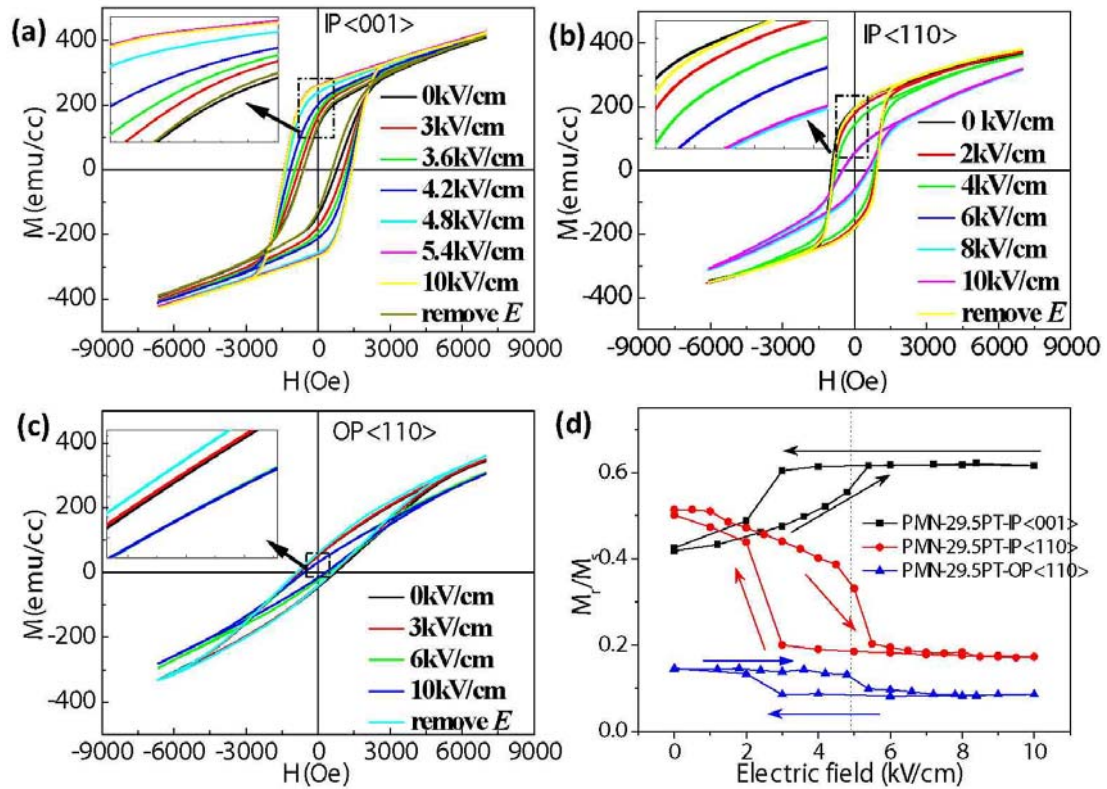 (a)
IP<001>
400
200
0
-200
-400
M (emu/cc)
0kV/cm
3kV/cm
3.6kV/cm
4.2kV/cm
4.8kV/cm
5.4kV/cm
10kV/cm
remove E
-9000 -6000 -3000 0 3000 6000 9000
H (Oe)
(b)
IP<110>
400
200
0
-200
-400
M (emu/cc)
0 kV/cm
2kV/cm
4kV/cm
6kV/cm
8kV/cm
10kV/cm
remove E
-9000 -6000 -3000 0 3000 6000 9000
H (Oe)
(c)
OP<110>
400
200
0
-200
-400
M (emu/cc)
0kV/cm
3kV/cm
6kV/cm
10kV/cm
remove E
-9000 -6000 -3000 0 3000 6000 9000
H (Oe)
(d)
0.6
0.4
0.2
0.0
Mr/Ms
PMN-29.5PT-IP<001>
PMN-29.5PT-IP<110>
PMN-29.5PT-OP<110>
0 2 4 6 8 10
Electric field (kV/cm)